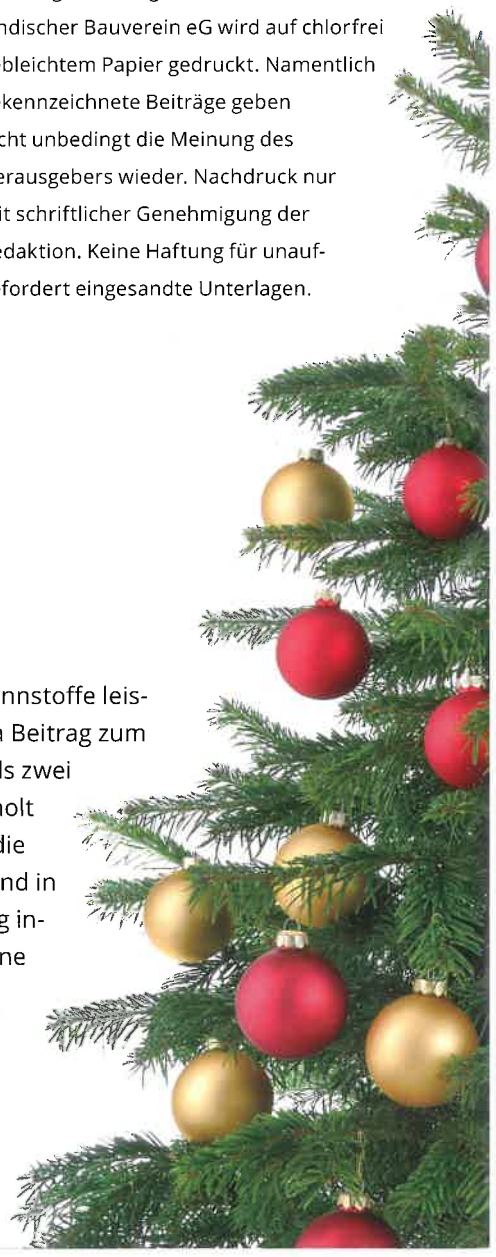 ndischer Bauverein eG wird auf chlorfrei
bleichtem Papier gedruckt. Namentlich
kennzeichnete Beiträge geben
cht unbedingt die Meinung des
erausgebers wieder. Nachdruck nur
it schriftlicher Genehmigung der
edaktion. Keine Haftung für unauf-
fordert eingesandte Unterlagen.
nnstoffe leis-
Beitrag zum
ls zwei
holt
die
nd in
g in-
ne